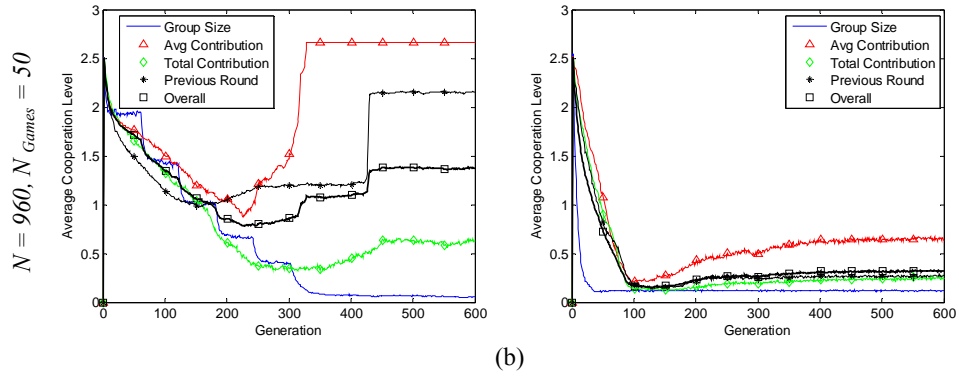 N = 960, N Games = 50
3
2.5
2
1.5
1
0.5
0
Average Cooperation Level
Group Size
Avg Contribution
Total Contribution
Previous Round
Overall
0 100 200 300 400 500 600
Generation
3
2.5
2
1.5
1
0.5
0
Average Cooperation Level
Group Size
Avg Contribution
Total Contribution
Previous Round
Overall
0 100 200 300 400 500 600
Generation
(b)